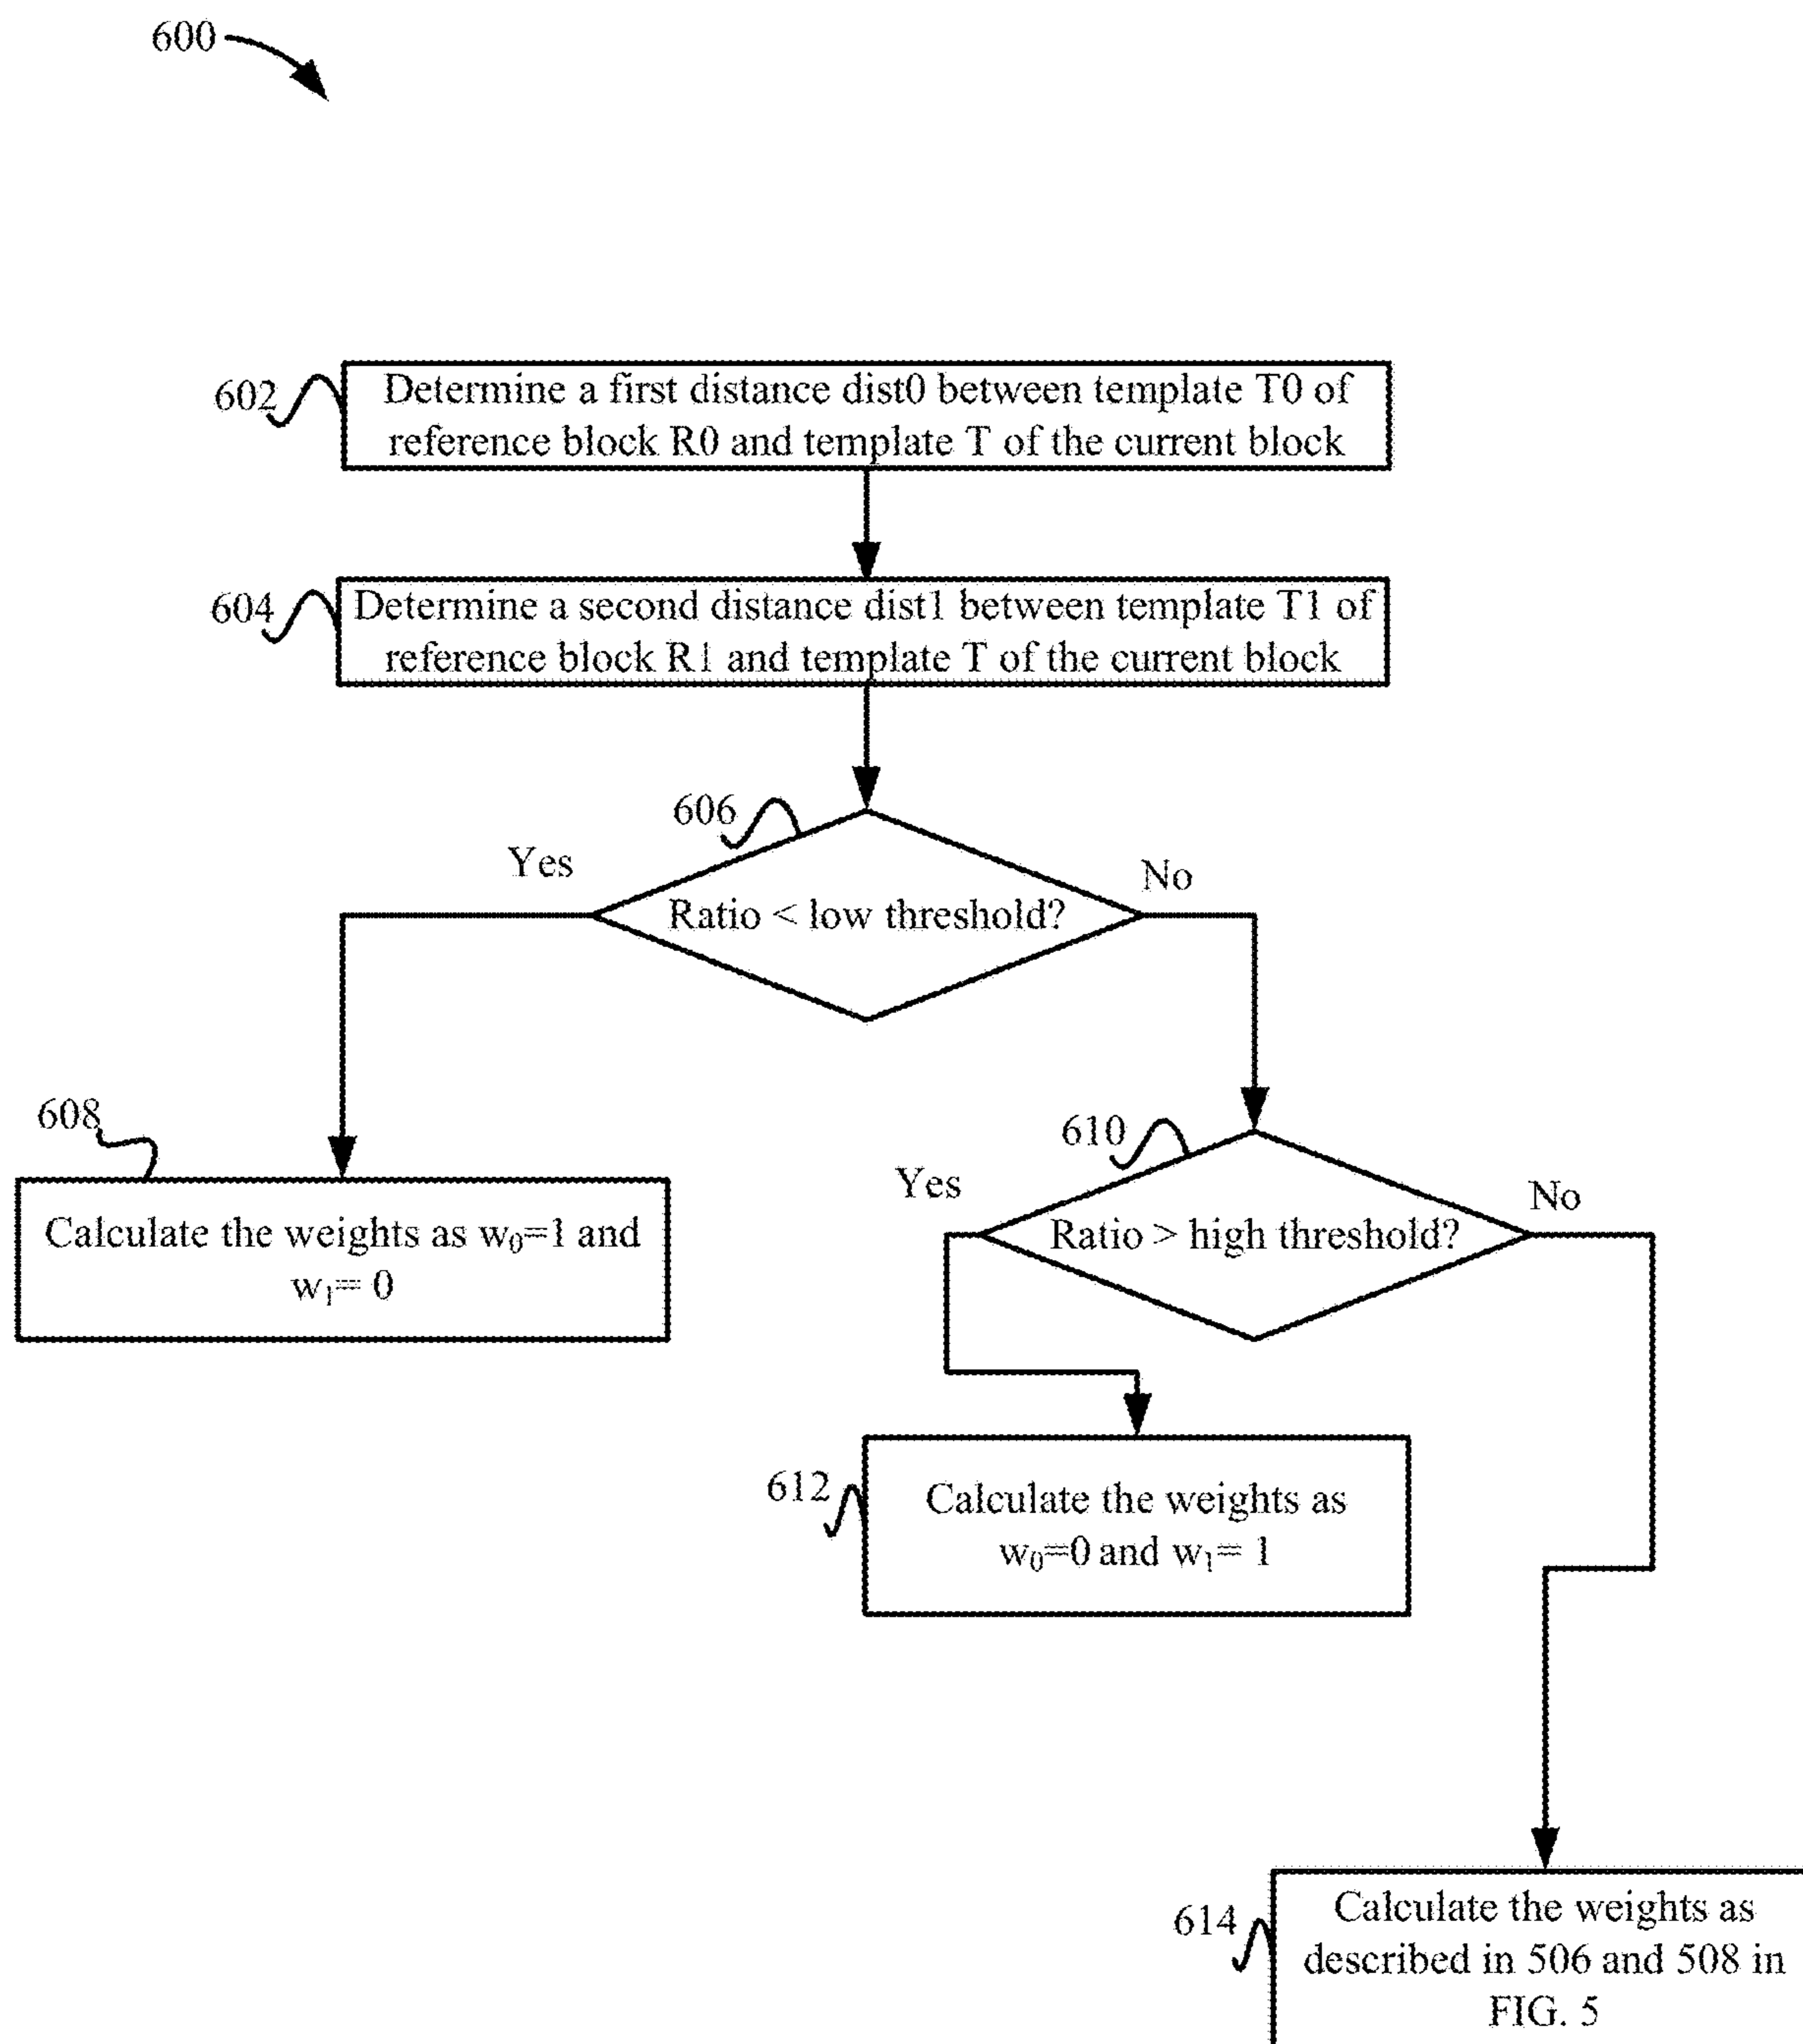 600
602
Determine a first distance dist0 between template T0 of
reference block R0 and template T of the current block
604
Determine a second distance dist1 between template T1 of
reference block R1 and template T of the current block
606
Yes
No
Ratio < low threshold?
608
Calculate the weights as w₀=1 and
w₁= 0
610
Yes
No
Ratio > high threshold?
612
Calculate the weights as
w₀=0 and w₁= 1
614
Calculate the weights as
described in 506 and 508 in
FIG. 5